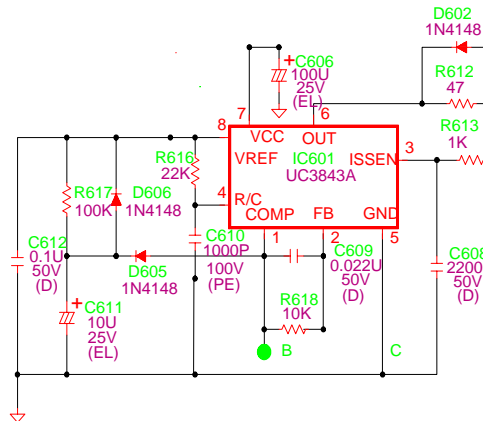 D602
1N4148
C606
100U
25V
(EL)
R612
47
7
6
8
VCC
OUT
R613
1K
3
VREF
IC601
ISSEN
UC3843A
R616
22K
4
R/C
R617
100K
D606
1N4148
COMP
FB
GND
1
2
5
C612
0.1U
50V
(D)
C610
1000P
100V
(PE)
C609
0.022U
50V
(D)
C608
2200
50V
(D)
D605
1N4148
C611
10U
25V
(EL)
R618
10K
B
C